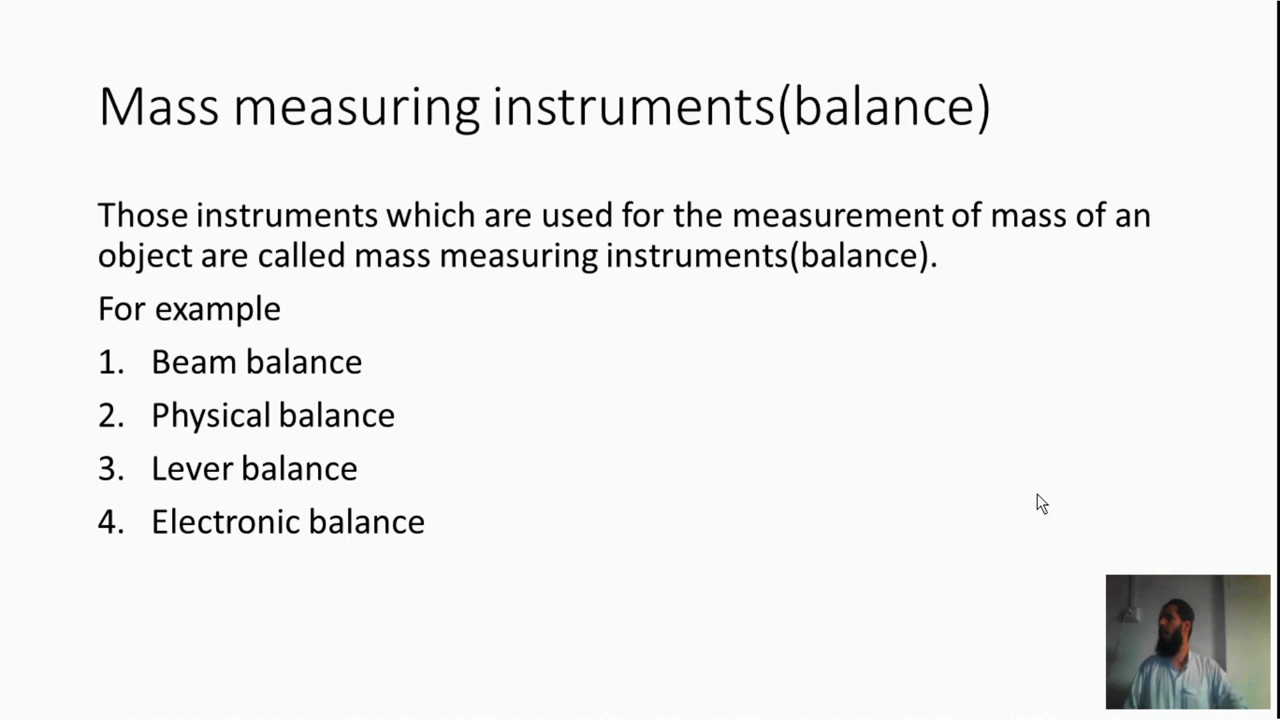 Mass measuring instruments(balance)
Those instruments which are used for the measurement of mass of an
object are called mass measuring instruments(balance).
For example
1. Beam balance
2. Physical balance
3. Lever balance
4. Electronic balance